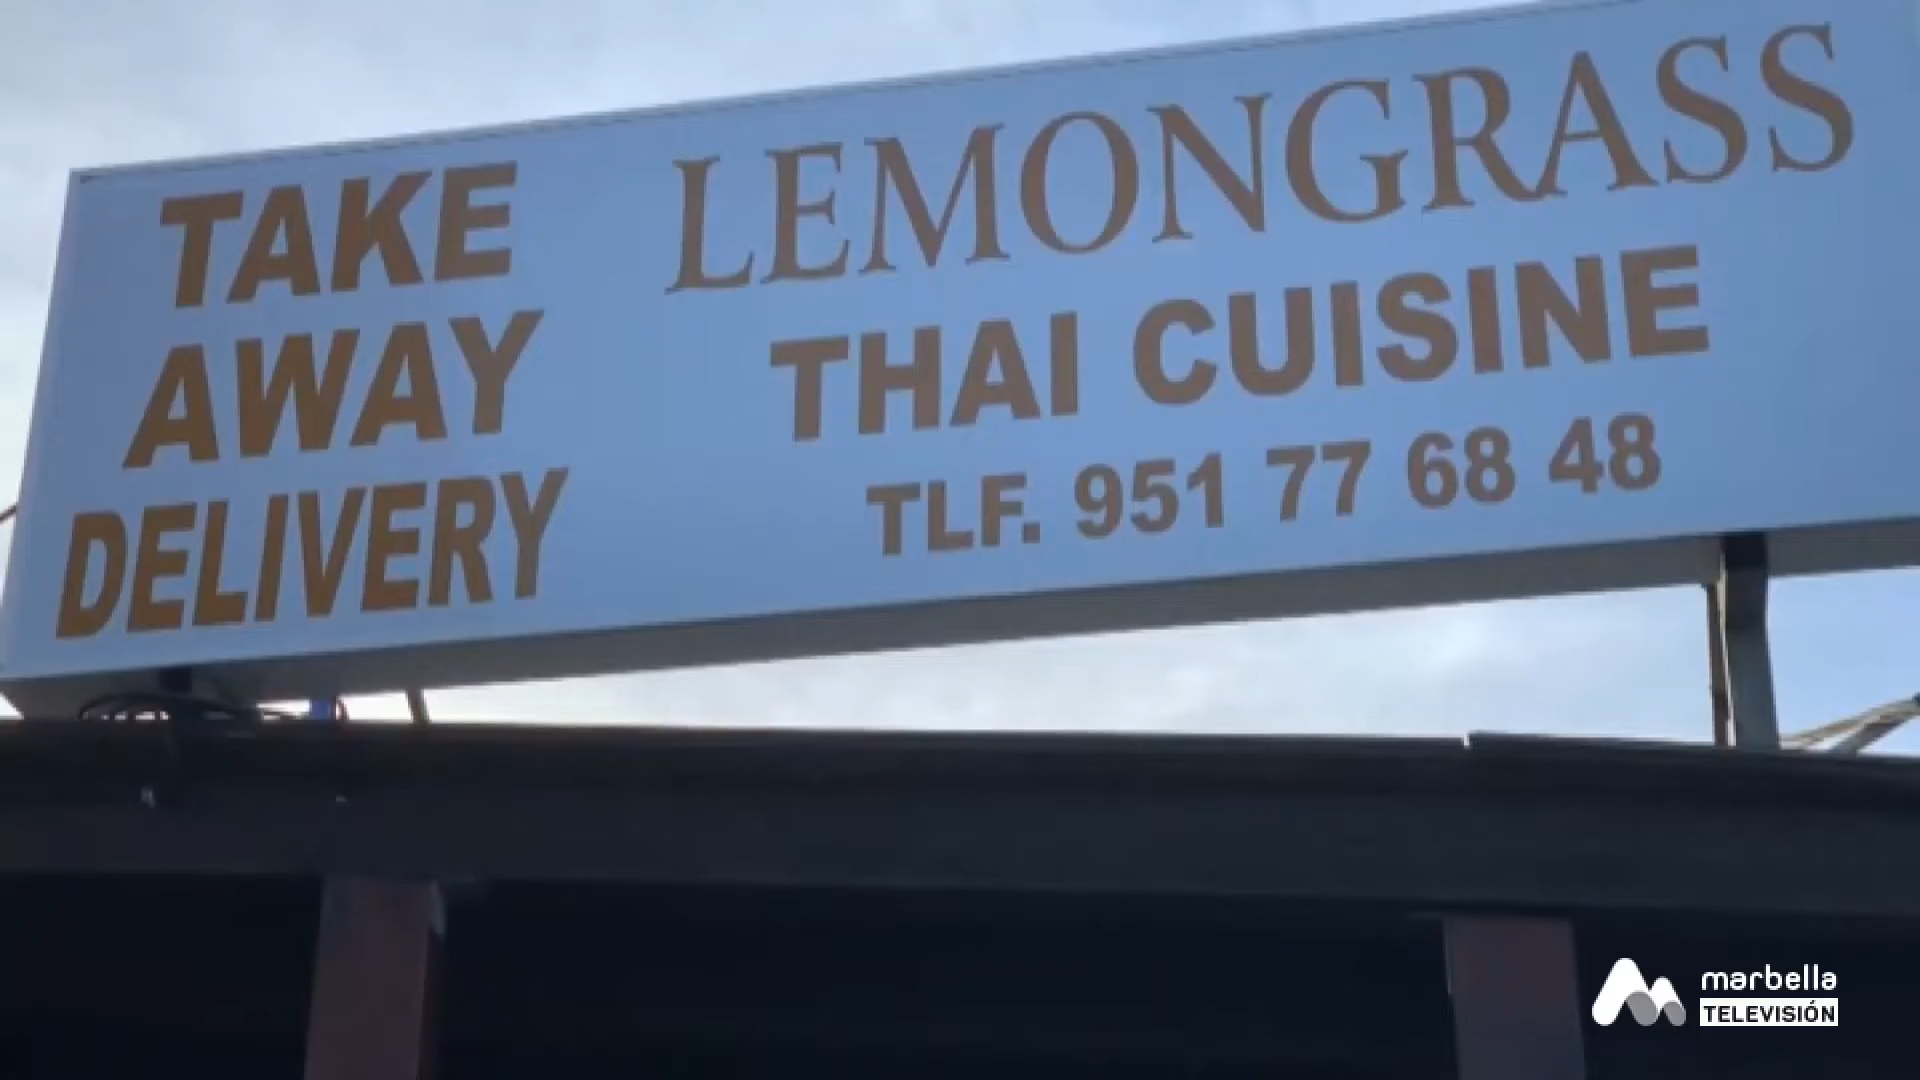 TAKE
AWAY
DELIVERY
LEMONGRASS
THAI CUISINE
TLF. 951 77 68 48
marbella
TELEVISIÓN